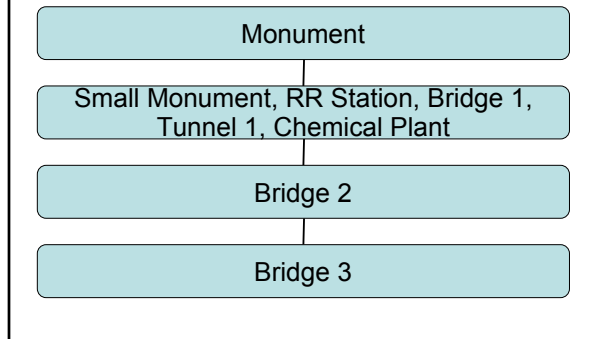 Monument
Small Monument, RR Station, Bridge 1,
Tunnel 1, Chemical Plant
Bridge 2
Bridge 3